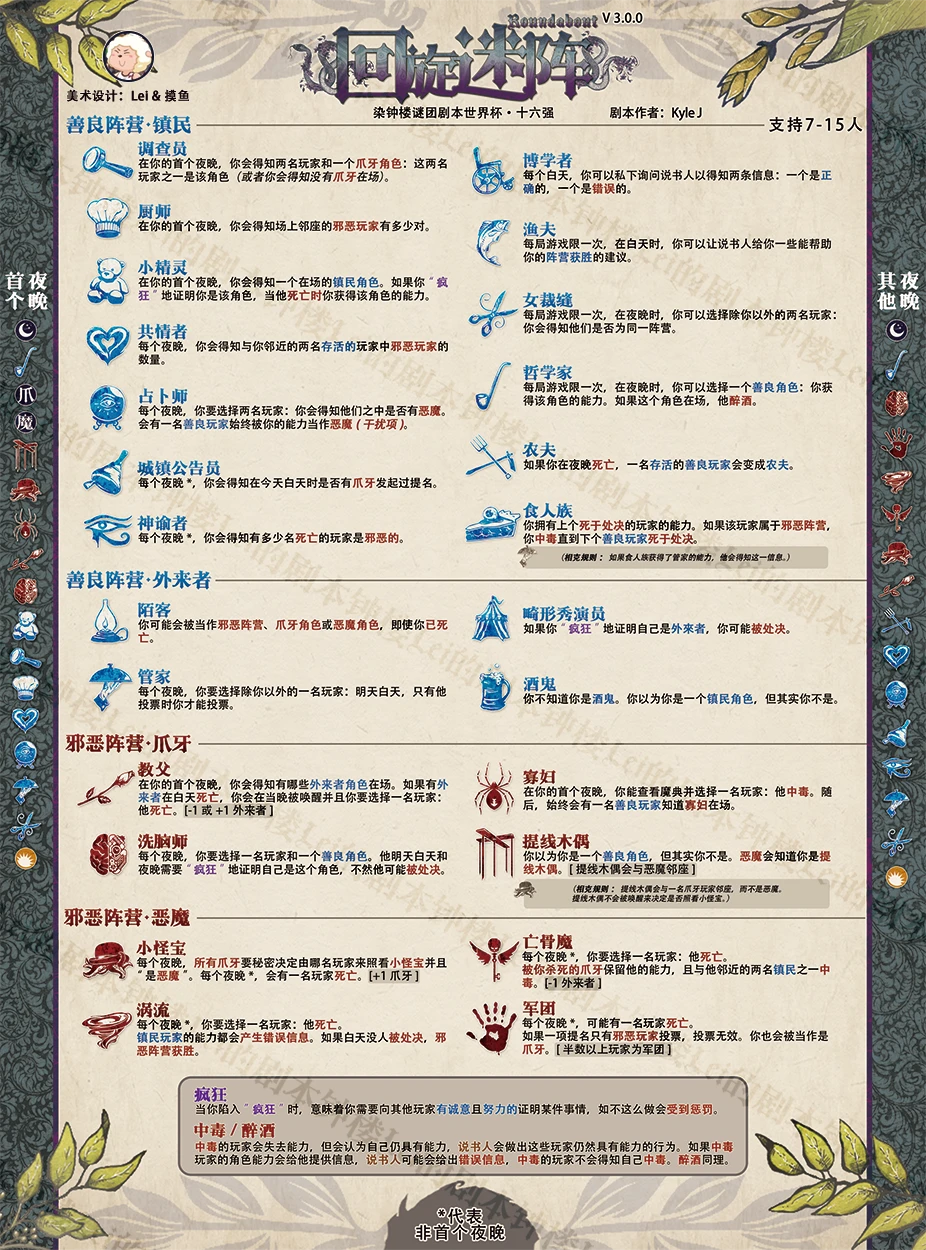 Roundabout V 3.0.0
回旋迷阵
美术设计：Lei & 摸鱼
染钟楼谜团剧本世界杯·十六强
剧本作者：Kyle J
支持7-15人
善良阵营·镇民
调查员
在你的首个夜晚，你会得知两名玩家和一个爪牙角色：这两名
玩家之一是该角色（或者你会得知没有爪牙在场）。
厨师
在你的首个夜晚，你会得知场上邻座的邪恶玩家有多少对。
小精灵
在你的首个夜晚，你会得知一个在场的镇民角色。如果你“疯
狂”地证明你是该角色，当他死亡时你获得该角色的能力。
共情者
每个夜晚，你会得知与你邻近的两名存活的玩家中邪恶玩家的
数量。
占卜师
每个夜晚，你要选择两名玩家：你会得知他们之中是否有恶魔。
会有一名善良玩家始终被你的能力当作恶魔（干扰项）。
城镇公告员
每个夜晚*，你会得知在今天白天时是否有爪牙发起过提名。
神谕者
每个夜晚*，你会得知有多少名死亡的玩家是邪恶的。
博学者
每个白天，你可以私下询问说书人以得知两条信息：一个是正
确的，一个是错误的。
渔夫
每局游戏限一次，在白天时，你可以让说书人给你一些能帮助
你的阵营获胜的建议。
女裁缝
每局游戏限一次，在夜晚时，你可以选择除你以外的两名玩家：
你会得知他们是否为同一阵营。
哲学家
每局游戏限一次，在夜晚时，你可以选择一个善良角色：你获
得该角色的能力。如果这个角色在场，他醉酒。
农夫
如果你在夜晚死亡，一名存活的善良玩家会变成农夫。
食人族
你拥有上个死于处决的玩家的能力。如果该玩家属于邪恶阵营，
你中毒直到下个善良玩家死于处决。
（相克规则：如果食人族获得了管家的能力，他会得知这一信息。）
善良阵营·外来者
陌客
你可能会被当作邪恶阵营、爪牙角色或恶魔角色，即使你已死
亡。
管家
每个夜晚，你要选择除你以外的一名玩家：明天白天，只有他
投票时你才能投票。
畸形秀演员
如果你“疯狂”地证明自己是外来者，你可能被处决。
酒鬼
你不知道你是酒鬼。你以为你是一个镇民角色，但其实你不是。
邪恶阵营·爪牙
教父
在你的首个夜晚，你会得知有哪些外来者角色在场。如果有外
来者在白天死亡，你会在当晚被唤醒并且你要选择一名玩家：
他死亡。[-1 或 +1 外来者]
洗脑师
每个夜晚，你要选择一名玩家和一个善良角色。他明天白天和
夜晚需要“疯狂”地证明自己是这个角色，不然他可能被处决。
寡妇
在你的首个夜晚，你能查看魔典并选择一名玩家：他中毒。随
后，始终会有一名善良玩家知道寡妇在场。
提线木偶
你以为你是一个善良角色，但其实你不是。恶魔会知道你是提
线木偶。[提线木偶会与恶魔邻座]
（相克规则：提线木偶会与一名爪牙玩家邻座，而不是恶魔。
提线木偶不会被唤醒来决定是否照看小怪宝。）
邪恶阵营·恶魔
小怪宝
每个夜晚，所有爪牙要秘密决定由哪名玩家来照看小怪宝并且
“是恶魔”。每个夜晚*，会有一名玩家死亡。[+1 爪牙]
涡流
每个夜晚*，你要选择一名玩家：他死亡。
镇民玩家的能力都会产生错误信息。如果白天没人被处决，邪
恶阵营获胜。
亡骨魔
每个夜晚*，你要选择一名玩家：他死亡。
被你杀死的爪牙保留他的能力，且与他邻近的两名镇民之一中
毒。[-1 外来者]
军团
每个夜晚*，可能有一名玩家死亡。
如果一项提名只有邪恶玩家投票，投票无效。你也会被当作是
爪牙。[半数以上玩家为军团]
疯狂
当你陷入“疯狂”时，意味着你需要向其他玩家有诚意且努力的证明某件事情，如不这么做会受到惩罚。
中毒 / 醉酒
中毒的玩家会失去能力，但会认为自己仍具有能力，说书人会做出这些玩家仍然具有能力的行为。如果中毒
玩家的角色能力会给他提供信息，说书人可能会给出错误信息，中毒的玩家不会得知自己中毒。醉酒同理。
*代表
非首个夜晚
首个夜晚
爪
魔
其他夜晚